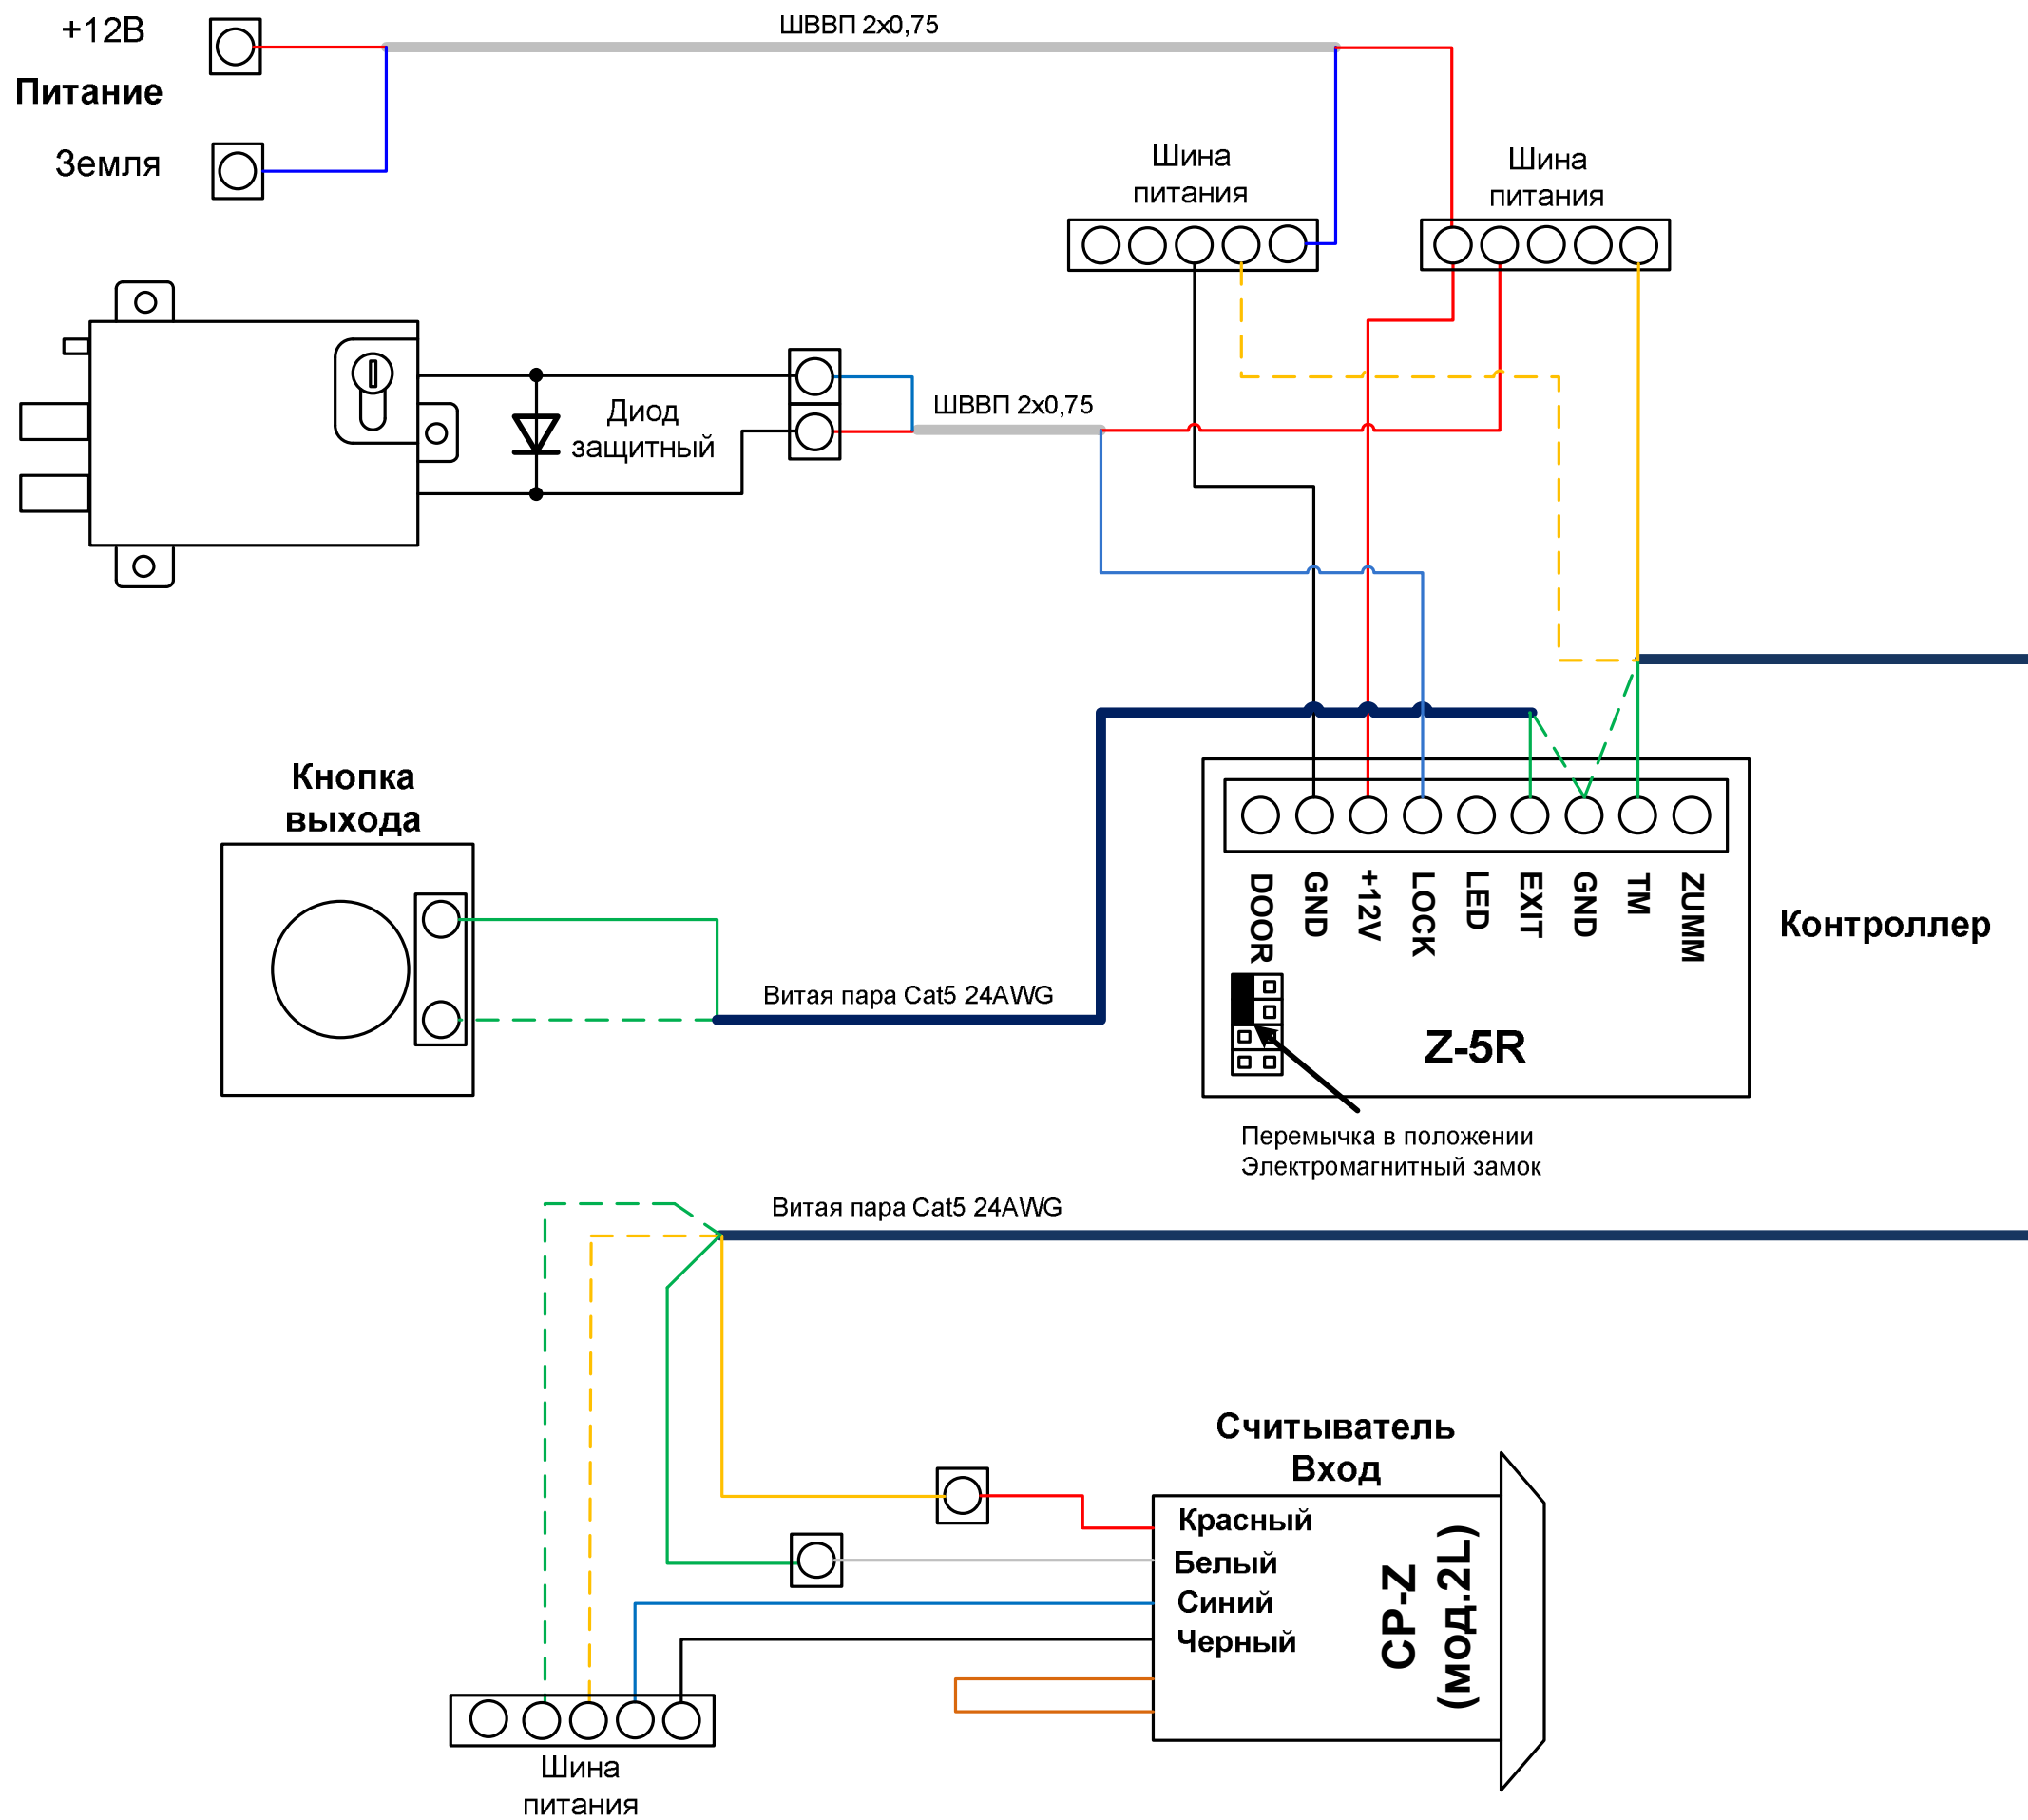 +12В
ШВВП 2х0,75
Питание
Земля
Шина
питания
Шина
питания
Диод
защитный
ШВВП 2х0,75
Кнопка
выхода
DOOR
GND
+12V
LOCK
LED
EXIT
GND
TM
ZUMM
Контроллер
Витая пара Cat5 24AWG
Z-5R
Перемычка в положении
Электромагнитный замок
Витая пара Cat5 24AWG
Считыватель
Вход
Красный
Белый
Синий
Черный
CP-Z
(мод.2L)
Шина
питания